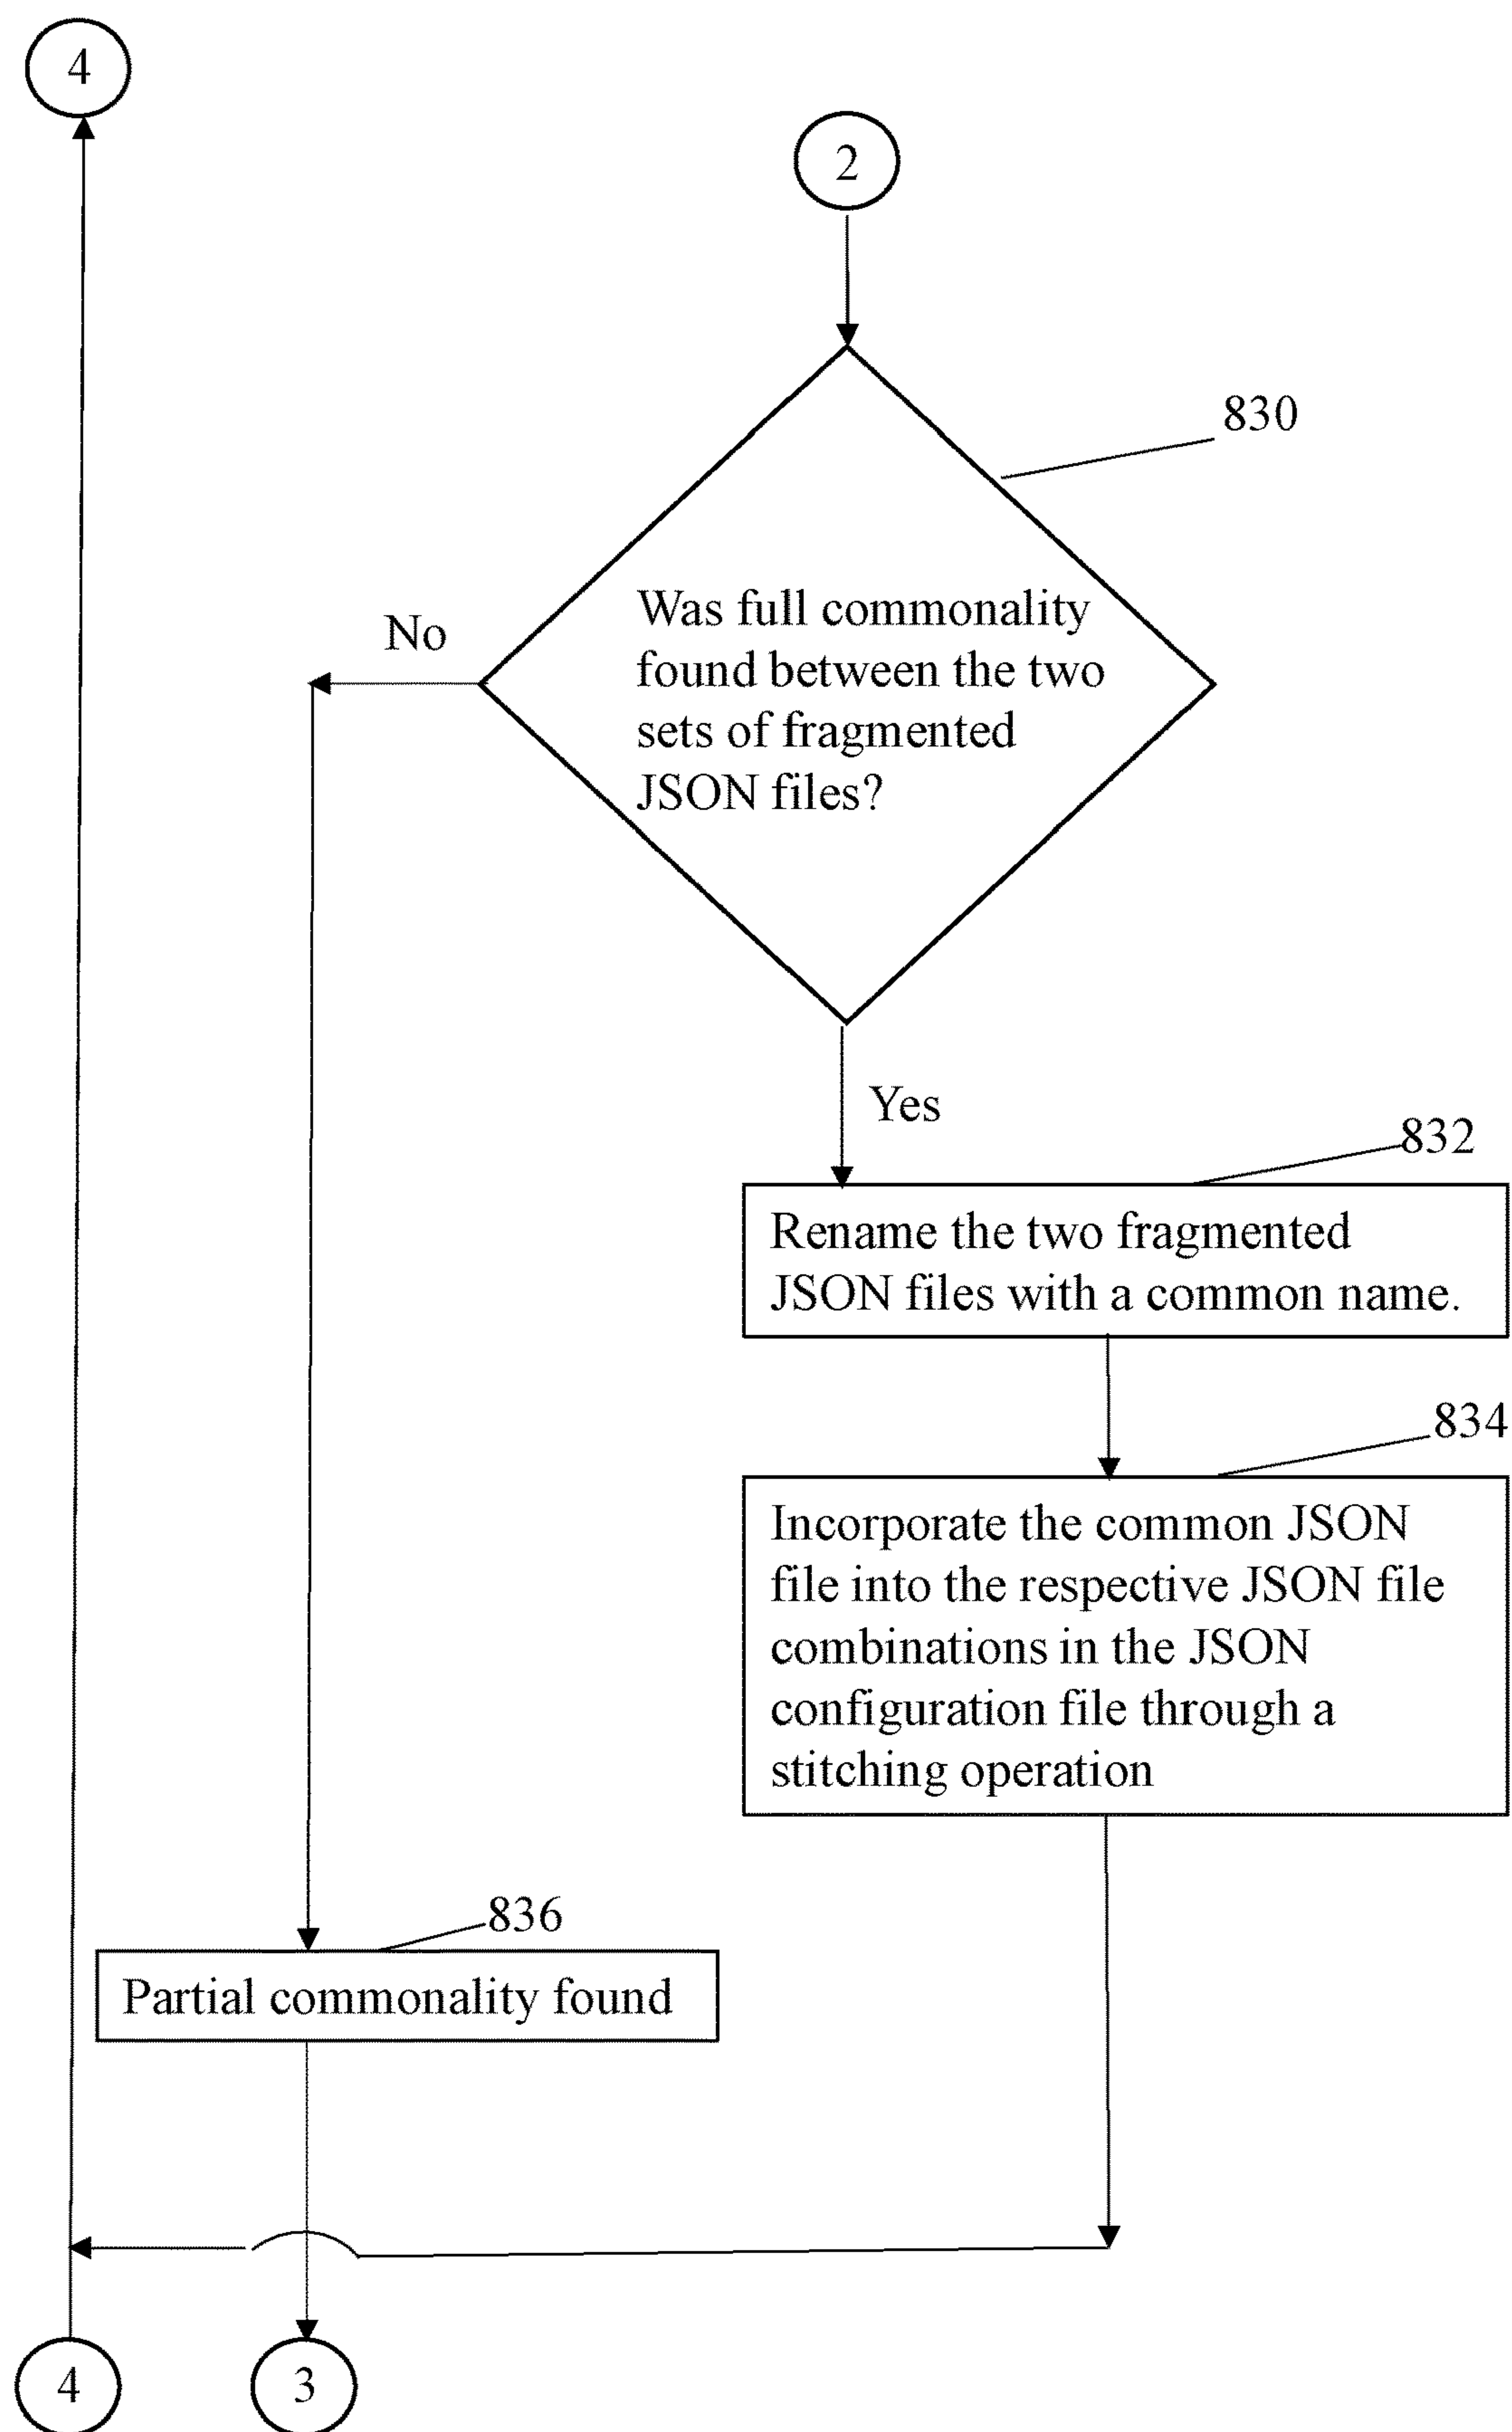 4
2
830
Was full commonality
found between the two
sets of fragmented
JSON files?
No
Yes
832
Rename the two fragmented
JSON files with a common name.
834
Incorporate the common JSON
file into the respective JSON file
combinations in the JSON
configuration file through a
stitching operation
836
Partial commonality found
4
3